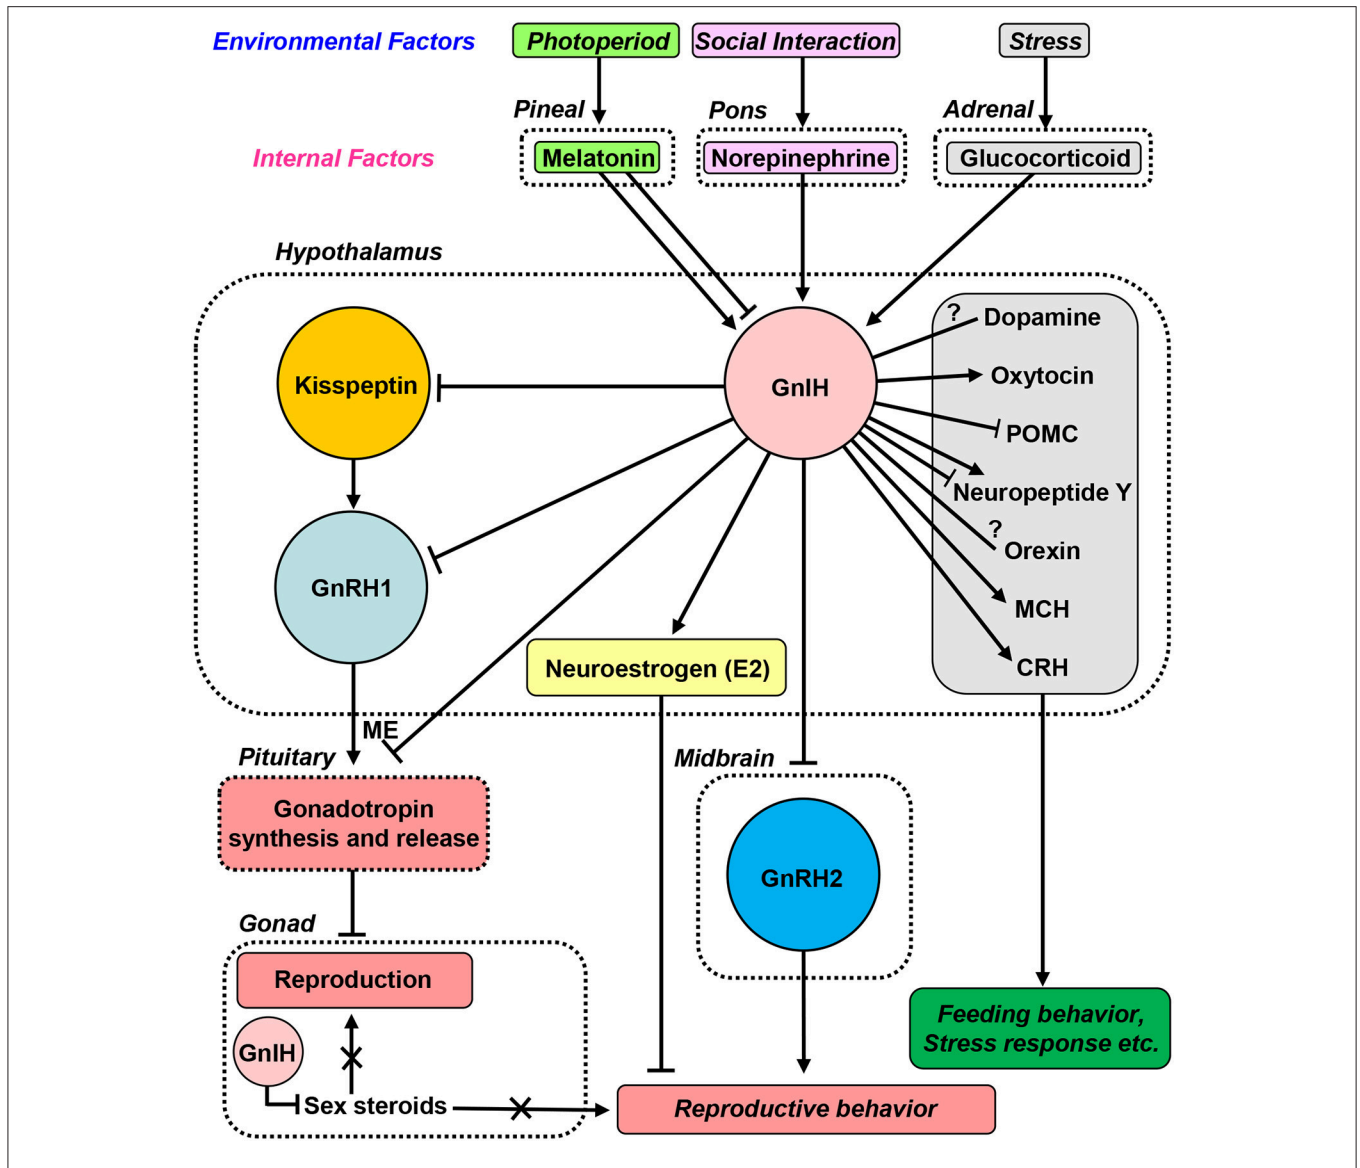 Environmental Factors
Photoperiod
Social Interaction
Stress
Pineal
Pons
Adrenal
Internal Factors
Melatonin
Norepinephrine
Glucocorticoid
Hypothalamus
Kisspeptin
GnIH
?
Dopamine
Oxytocin
POMC
Neuropeptide Y
?
Orexin
MCH
CRH
GnRH1
Neuroestrogen (E2)
ME
Pituitary
Midbrain
Gonadotropin
synthesis and release
GnRH2
Gonad
Reproduction
GnIH
Sex steroids
Feeding behavior,
Stress response etc.
Reproductive behavior